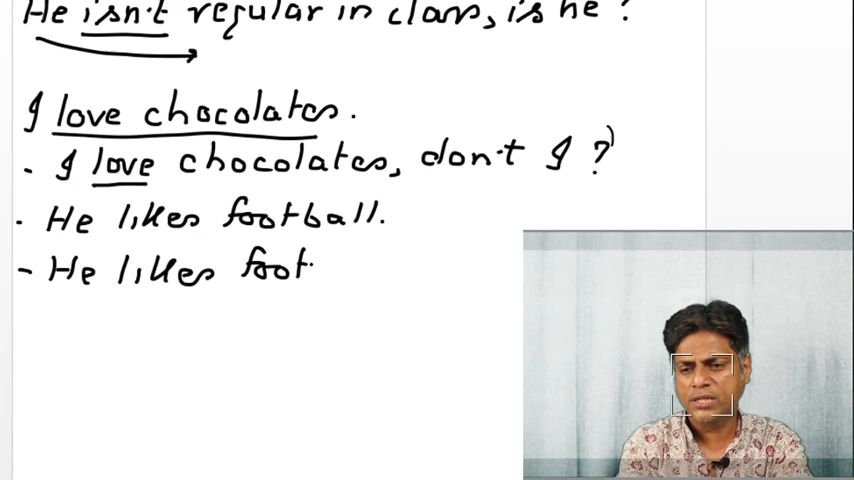 He isn't regular in class, is he?
I love chocolates.
- I love chocolates, don't I?
- He likes football.
- He likes foot